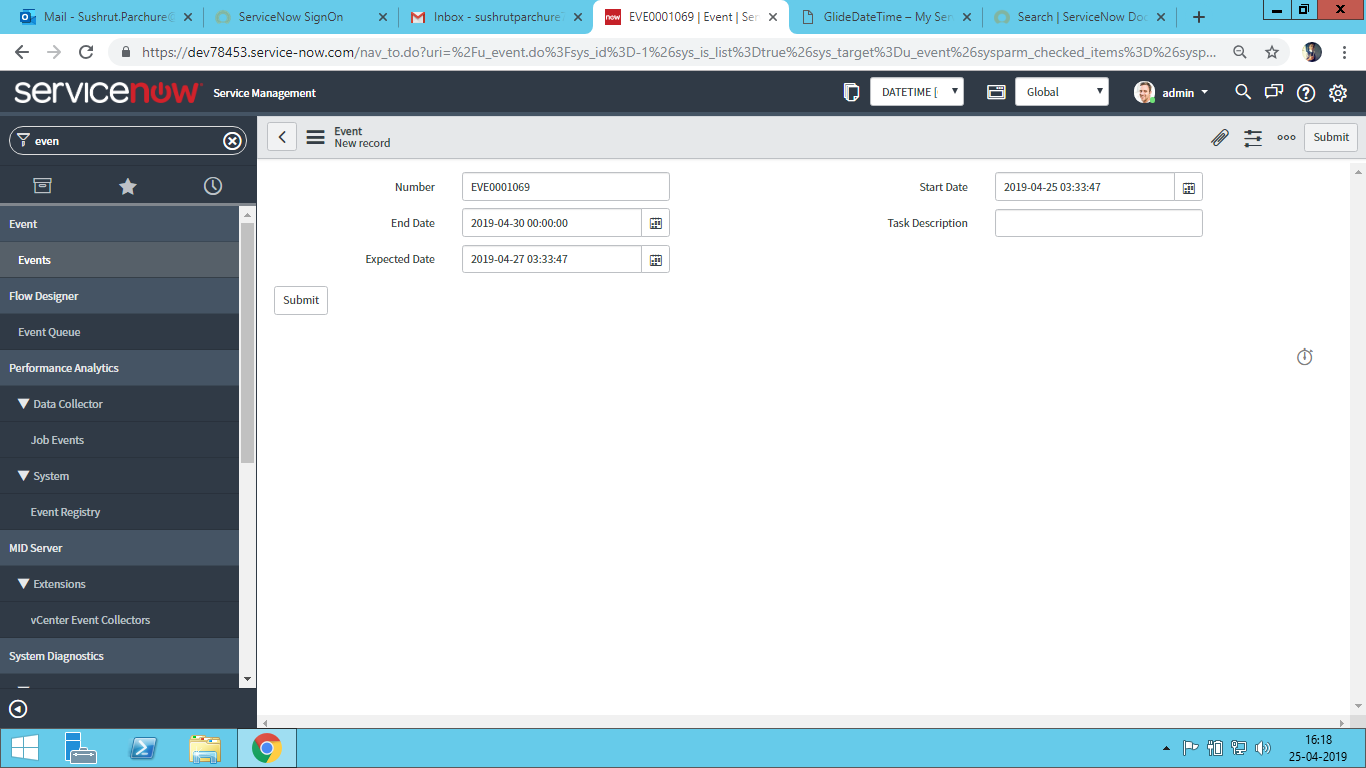 Mail - Sushrut.Parchure@
ServiceNow SignOn
Inbox - sushrutparchure7
now EVE0001069 | Event | Ser
GlideDateTime – My Ser
Search | ServiceNow Doc
https://dev78453.service-now.com/nav_to.do?uri=%2Fu_event.do%3Fsys_id%3D-1%26sys_is_list%3Dtrue%26sys_target%3Du_event%26sysparm_checked_items%3D%26sysp...
servicenow Service Management
DATETIME [
Global
admin
even
Event
New record
Submit
Event
Events
Flow Designer
Event Queue
Performance Analytics
Data Collector
Job Events
System
Event Registry
MID Server
Extensions
vCenter Event Collectors
System Diagnostics
Number EVE0001069
Start Date 2019-04-25 03:33:47
End Date 2019-04-30 00:00:00
Task Description
Expected Date 2019-04-27 03:33:47
Submit
16:18
25-04-2019